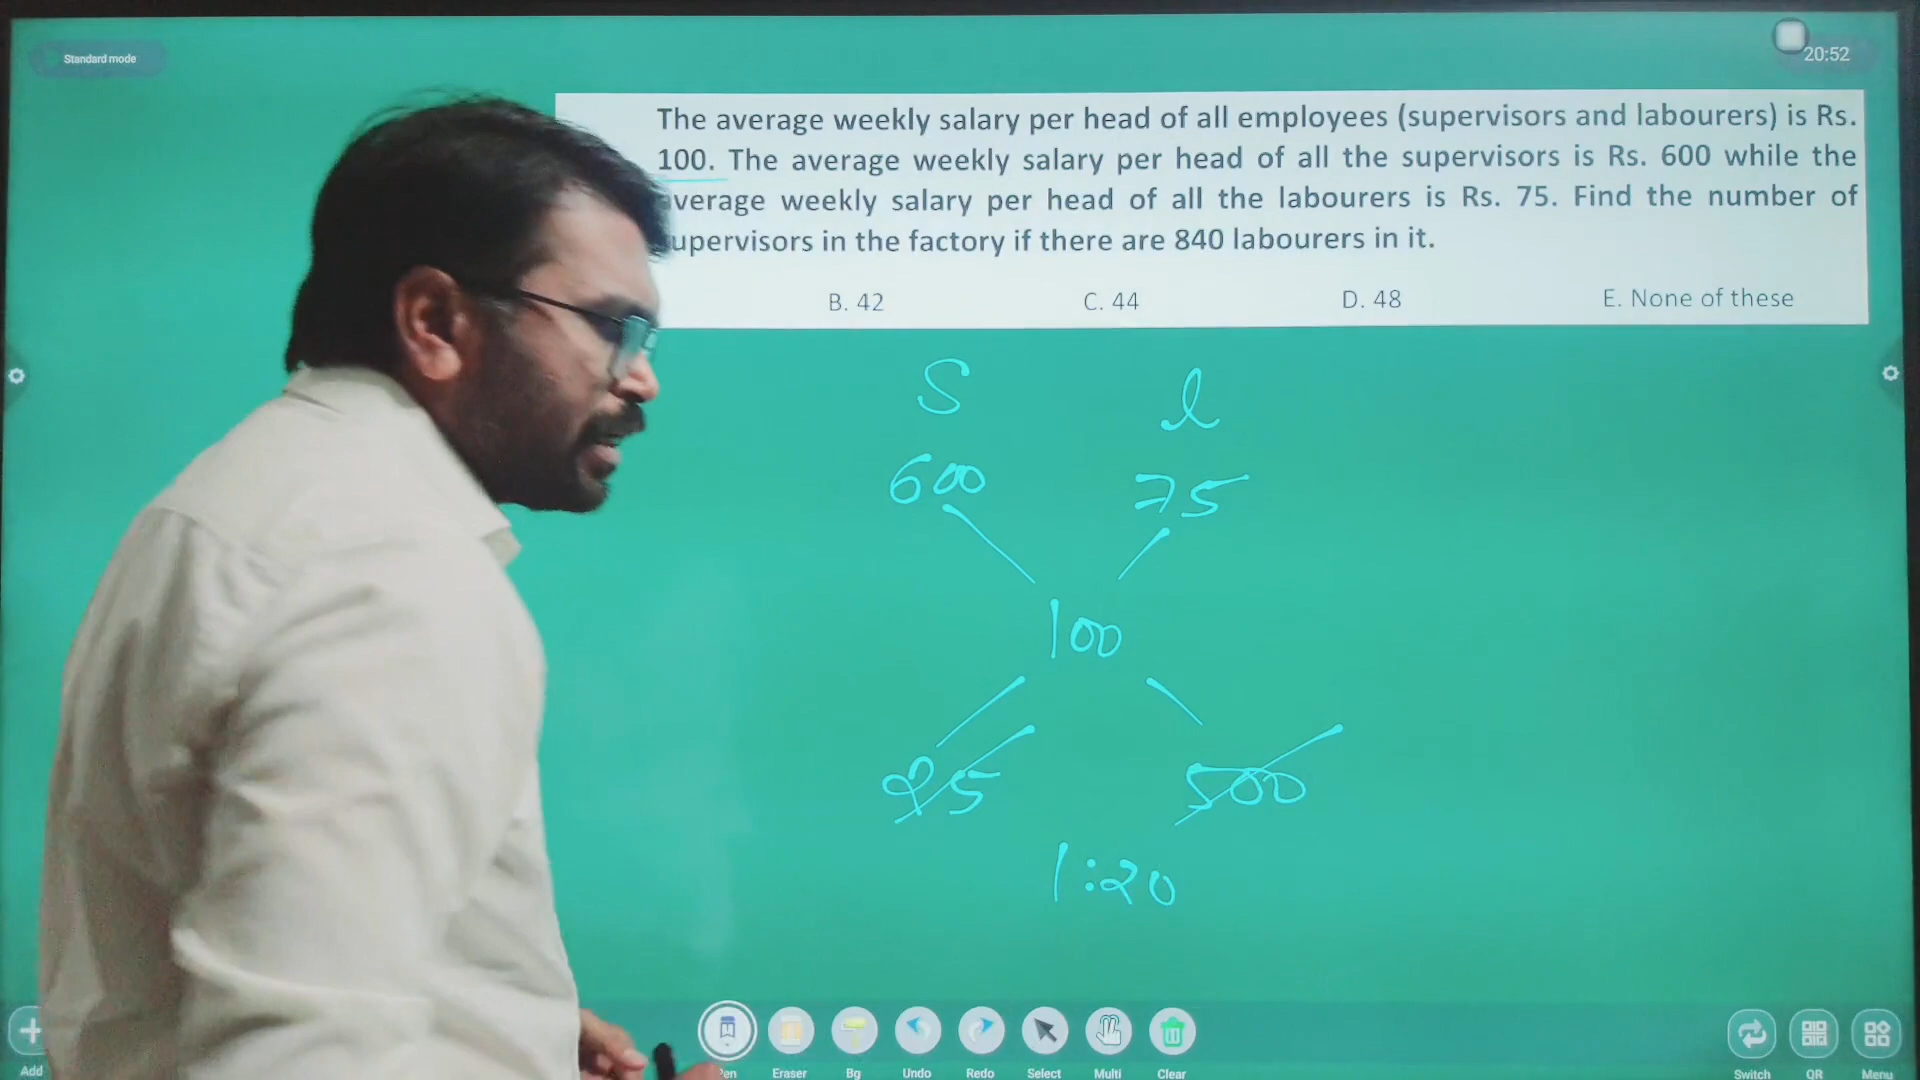 Standard mode
20:52
The average weekly salary per head of all employees (supervisors and labourers) is Rs.
100. The average weekly salary per head of all the supervisors is Rs. 600 while the
average weekly salary per head of all the labourers is Rs. 75. Find the number of
supervisors in the factory if there are 840 labourers in it.
B. 42 C. 44 D. 48 E. None of these
S l
600 75
100
25 500
1:20
Add Pen Eraser Bg Undo Redo Select Multi Clear Switch QR Menu